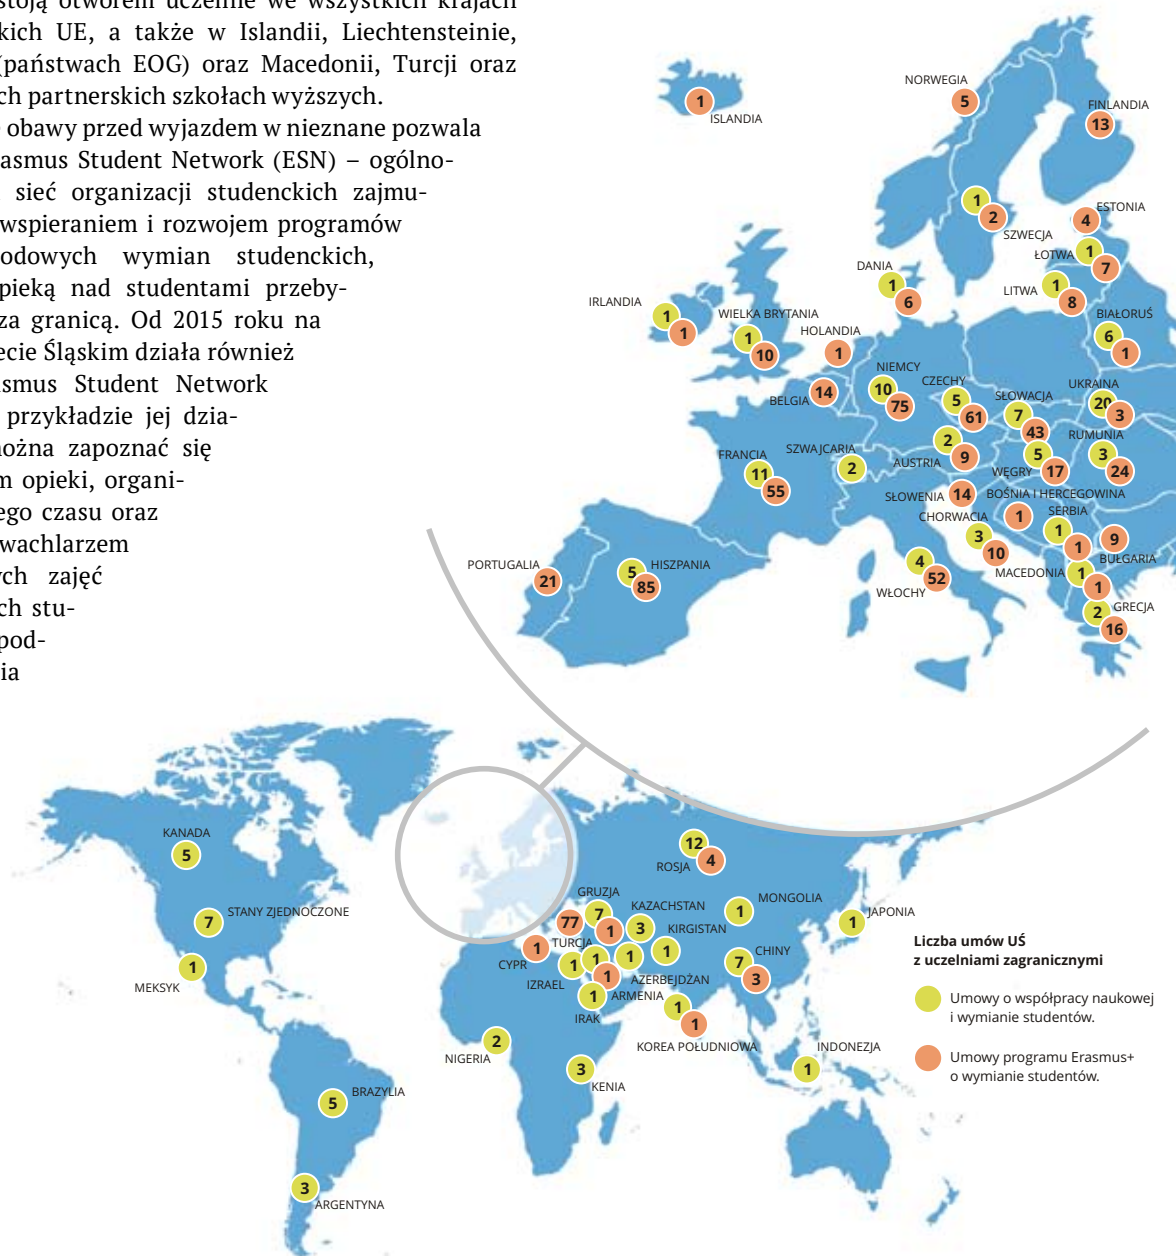 stoją otworem uczelnie we wszystkich krajach
kich UE, a także w Islandii, Liechtensteinie,
(państwach EOG) oraz Macedonii, Turcji oraz
ch partnerskich szkołach wyższych.
obawy przed wyjazdem w nieznane pozwala
asmus Student Network (ESN) – ogólno-
sieć organizacji studenckich zajmu-
wspieraniem i rozwojem programów
odowych wymian studenckich,
pieką nad studentami przeby-
za granicą. Od 2015 roku na
ecie Śląskim działa również
asmus Student Network
przykładzie jej dzia-
ożna zapoznać się
m opieki, organi-
ego czasu oraz
wachlarzem
ych zajęć
ch stu-
pod-
ia
1
ISLANDIA
NORWEGIA
5
FINLANDIA
13
1
2
SZWECJA
ESTONIA
4
ŁOTWA
1
7
LITWA
1
8
DANIA
1
6
IRLANDIA
1
1
WIELKA BRYTANIA
1
10
HOLANDIA
1
BIAŁORUŚ
6
1
BELGIA
14
NIEMCY
10
75
CZECHY
5
61
SŁOWACJA
7
43
UKRAINA
20
3
FRANCJA
11
55
SZWAJCARIA
2
AUSTRIA
2
9
WĘGRY
5
17
RUMUNIA
3
24
SŁOWENIA
14
BOŚNIA I HERCEGOWINA
1
CHORWACJA
3
10
SERBIA
1
1
9
BUŁGARIA
MACEDONIA
1
1
GRECJA
2
16
PORTUGALIA
21
5
HISZPANIA
85
4
52
WŁOCHY
KANADA
5
7
STANY ZJEDNOCZONE
1
MEKSYK
12
4
ROSJA
GRUZJA
7
1
77
TURCJA
KAZACHSTAN
3
KIRGISTAN
1
1
MONGOLIA
1
JAPONIA
1
CYPR
1
IZRAEL
1
1
ARMENIA
1
AZERBEJDŻAN
CHINY
7
3
1
IRAK
1
1
KOREA POŁUDNIOWA
2
NIGERIA
3
KENIA
INDONEZJA
1
5
BRAZYLIA
3
ARGENTYNA
Liczba umów UŚ
z uczelniami zagranicznymi
Umowy o współpracy naukowej
i wymianie studentów.
Umowy programu Erasmus+
o wymianie studentów.